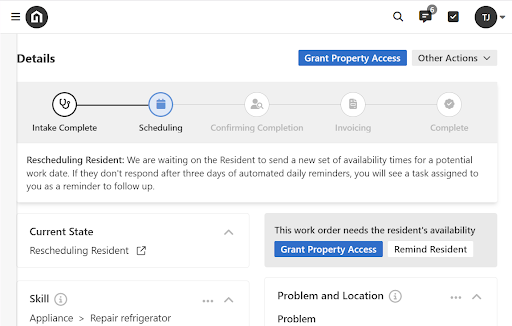 6
TJ
Details
Grant Property Access
Other Actions
Intake Complete
Scheduling
Confirming Completion
Invoicing
Complete
Rescheduling Resident: We are waiting on the Resident to send a new set of availability times for a potential
work date. If they don't respond after three days of automated daily reminders, you will see a task assigned to
you as a reminder to follow up.
Current State
Rescheduling Resident
This work order needs the resident's availability
Grant Property Access
Remind Resident
Skill
Appliance > Repair refrigerator
Problem and Location
Problem